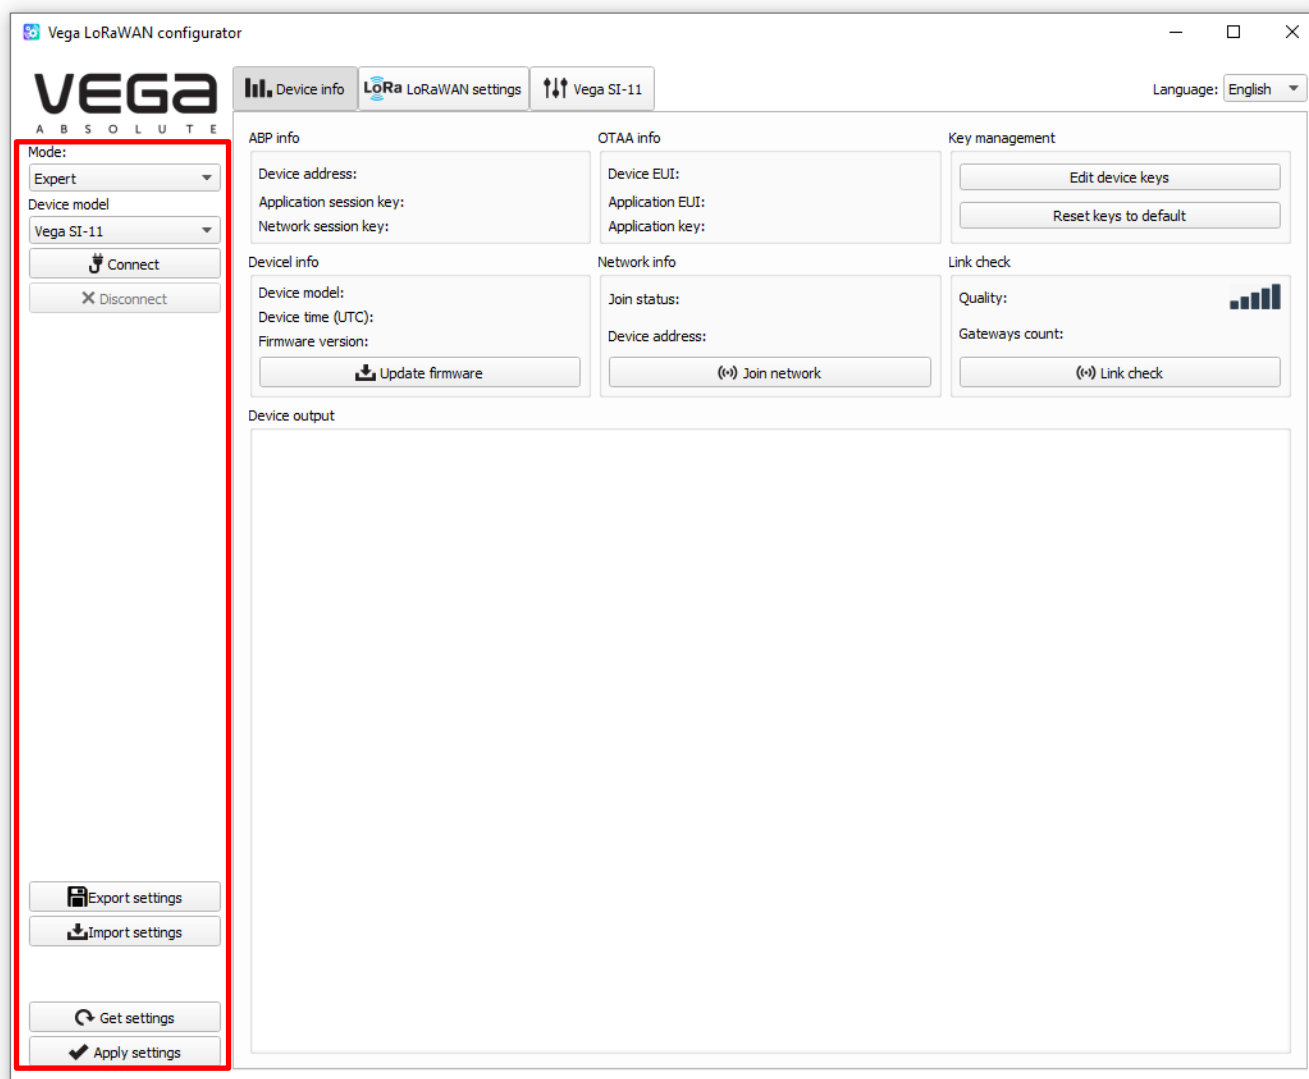 Vega LoRaWAN configurator
VEGA
ABSOLUTE
Device info
LoRa LoRaWAN settings
Vega SI-11
Language: English
Mode:
Expert
Device model
Vega SI-11
Connect
Disconnect
Export settings
Import settings
Get settings
Apply settings
ABP info
Device address:
Application session key:
Network session key:
OTAA info
Device EUI:
Application EUI:
Application key:
Key management
Edit device keys
Reset keys to default
Devicel info
Device model:
Device time (UTC):
Firmware version:
Update firmware
Network info
Join status:
Device address:
Join network
Link check
Quality:
Gateways count:
Link check
Device output